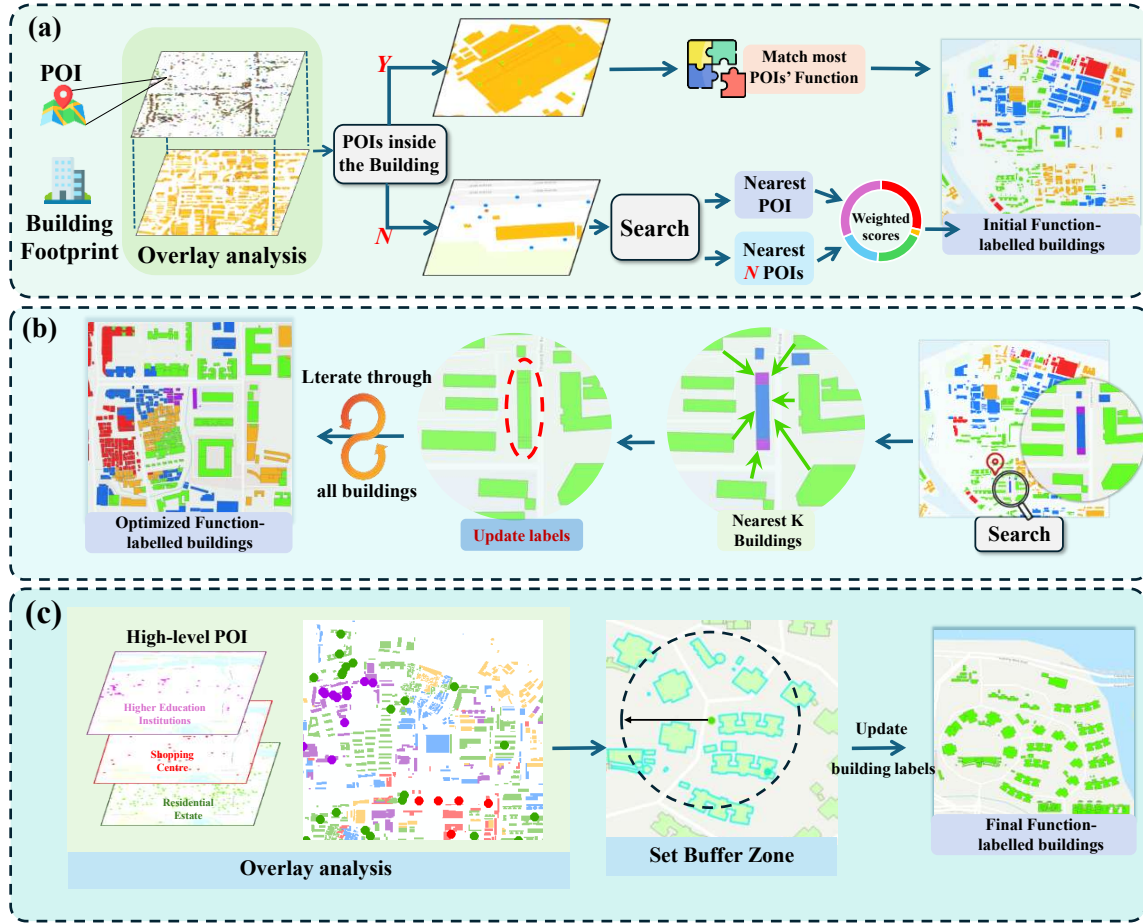 (a)
POI
Building
Footprint
Overlay analysis
POIs inside
the Building
Y
N
Match most
POIs' Function
Search
Nearest
POI
Nearest
N POIs
Weighted
scores
Initial Function-
labelled buildings
(b)
Optimized Function-
labelled buildings
Lterate through
all buildings
Update labels
Nearest K
Buildings
Search
(c)
High-level POI
Higher Education
Institutions
Shopping
Centre
Residential
Estate
Overlay analysis
Set Buffer Zone
Update
building labels
Final Function-
labelled buildings